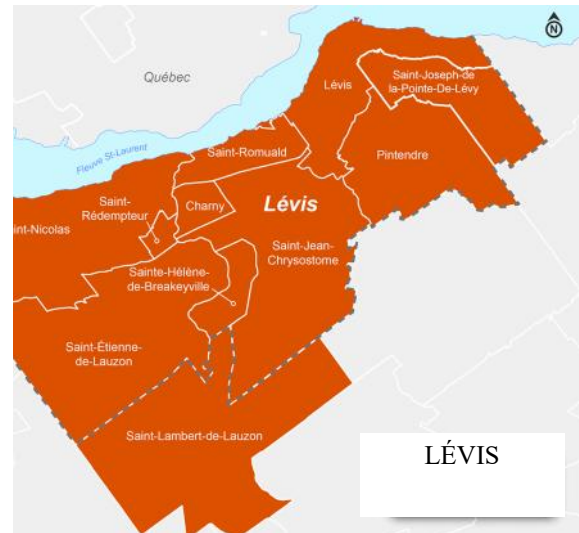 N
Québec
Fleuve St-Laurent
Lévis
Saint-Joseph-de
la-Pointe-De-Lévy
Pintendre
Saint-Romuald
Saint-
Rédempteur
Charny
Lévis
int-Nicolas
Saint-Jean-
Chrysostome
Sainte-Hélène-
de-Breakeyville
Saint-Étienne-
de-Lauzon
Saint-Lambert-de-Lauzon
LÉVIS